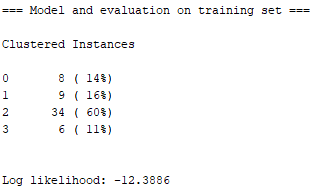 === Model and evaluation on training set ===
Clustered Instances
0        8 ( 14%)
1        9 ( 16%)
2       34 ( 60%)
3        6 ( 11%)
Log likelihood: -12.3886